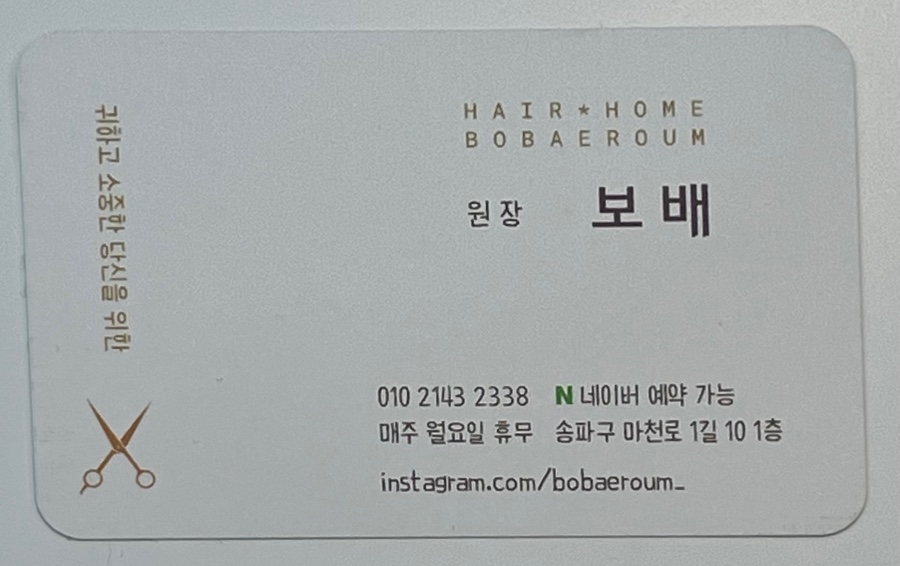 귀하고 소중한 당신을 위한
HAIR★HOME
BOBAEROUM
원장 보배
010 2143 2338 N 네이버 예약 가능
매주 월요일 휴무 송파구 마천로 1길 10 1층
instagram.com/bobaeroum_